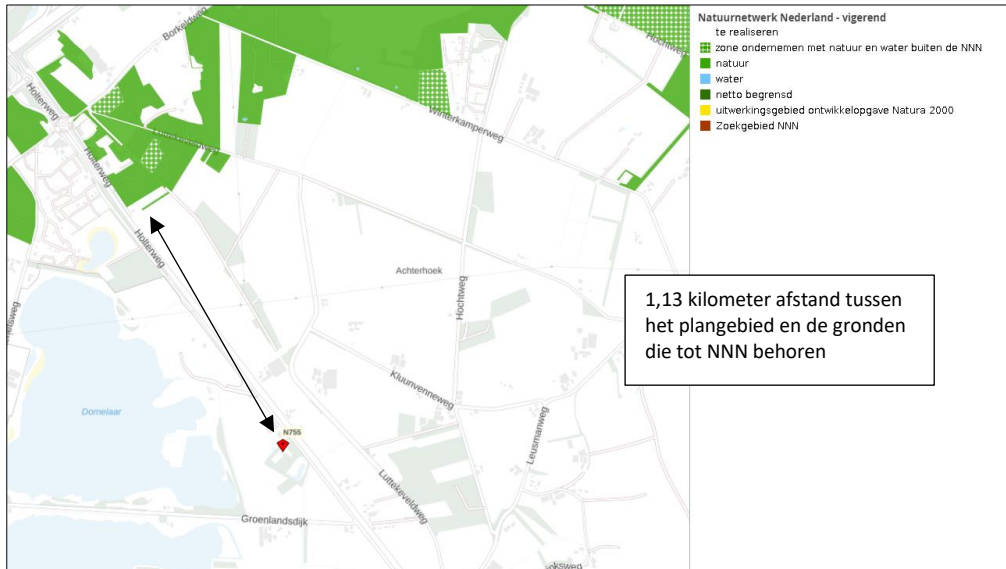 Natuurnetwerk Nederland - vigerend
te realiseren
zone ondernemen met natuur en water buiten de NNN
natuur
water
netto begrensd
uitwerkingsgebied ontwikkelopgave Natura 2000
Zoekgebied NNN
Borkeldweg
Hochtweg
Holterweg
Winterkamperweg
Holterweg
Holterweg
Achterhoek
Hochtweg
1,13 kilometer afstand tussen
het plangebied en de gronden
die tot NNN behoren
Kluunvenneweg
Domelaar
Leusmanweg
N755
Luttekeveldweg
Groenlandsdijk